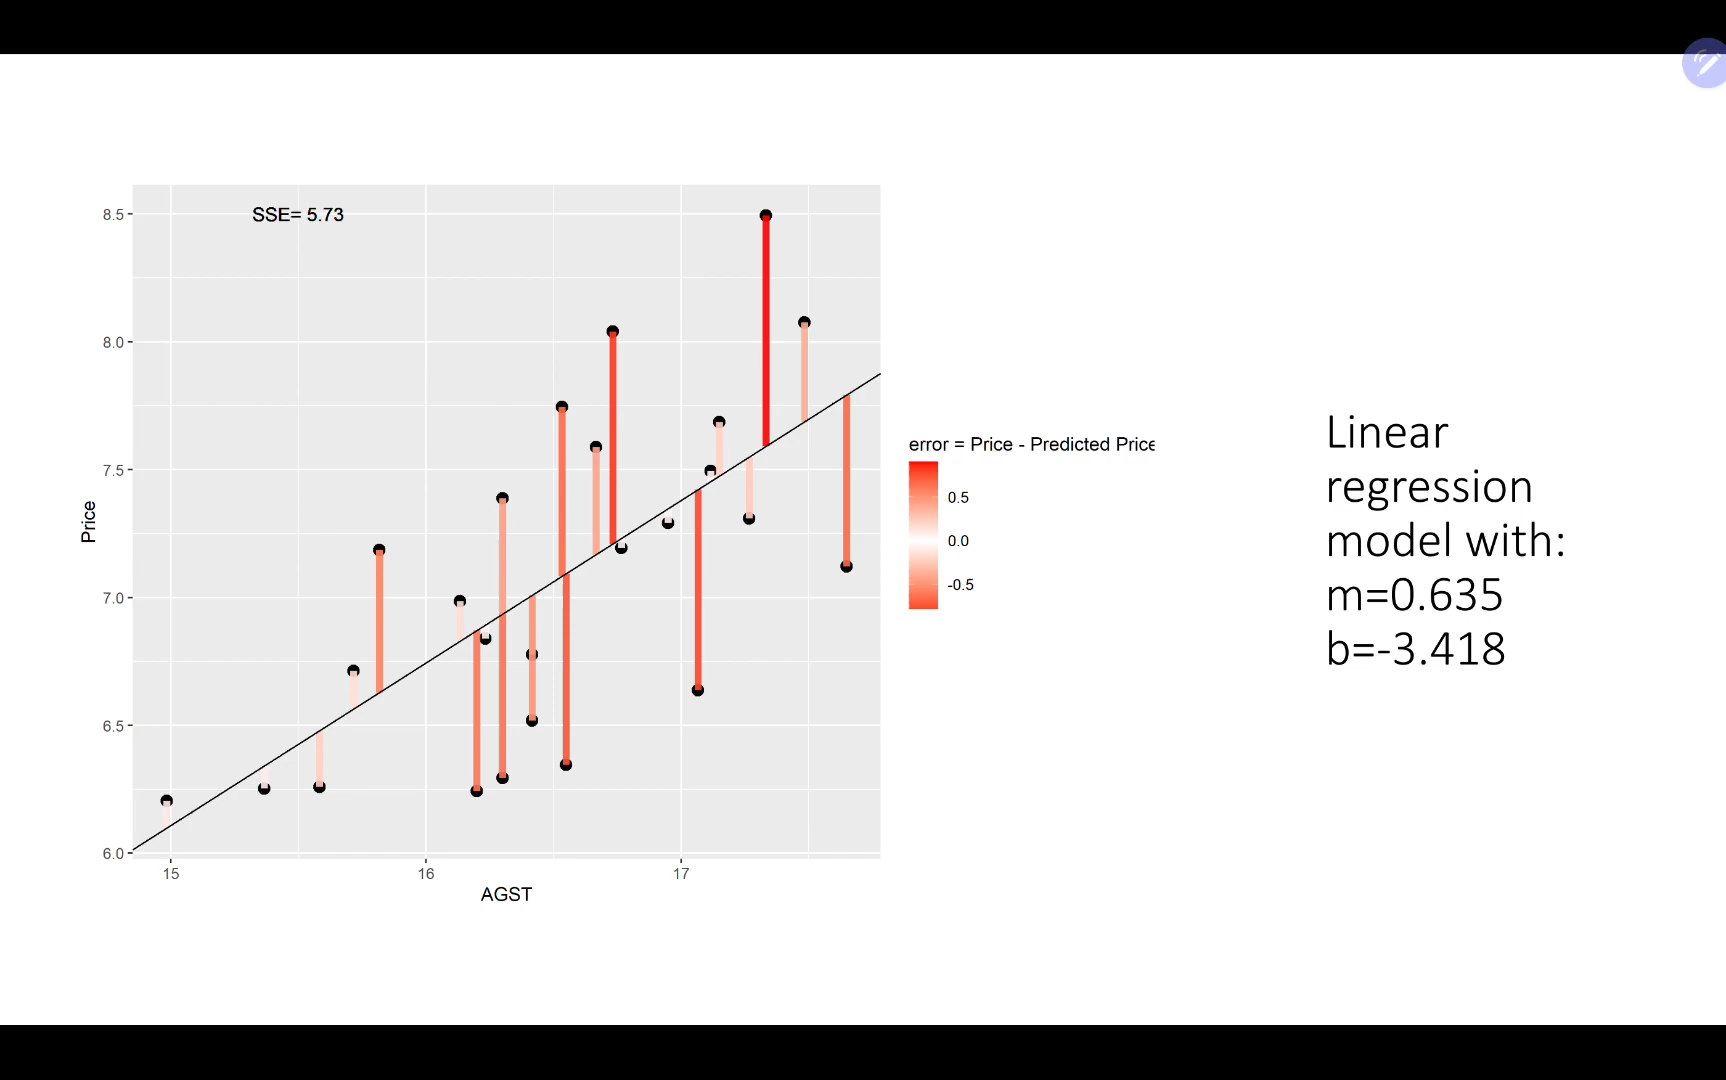 SSE= 5.73
8.5
8.0
7.5
7.0
6.5
6.0
Price
15
16
17
AGST
error = Price - Predicted Price
0.5
0.0
-0.5
Linear
regression
model with:
m=0.635
b=-3.418